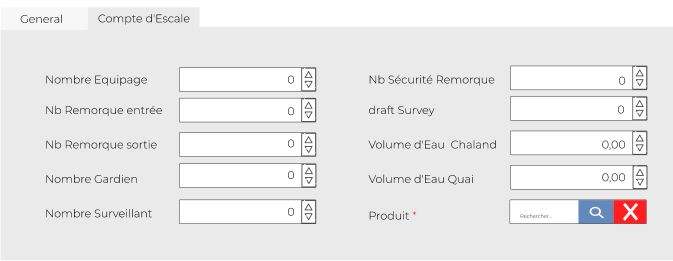 General Compte d'Escale
Nombre Equipage 0
Nb Remorque entrée 0
Nb Remorque sortie 0
Nombre Gardien 0
Nombre Surveillant 0
Nb Sécurité Remorque 0
draft Survey 0
Volume d'Eau Chaland 0,00
Volume d'Eau Quai 0,00
Produit * Rechercher... X